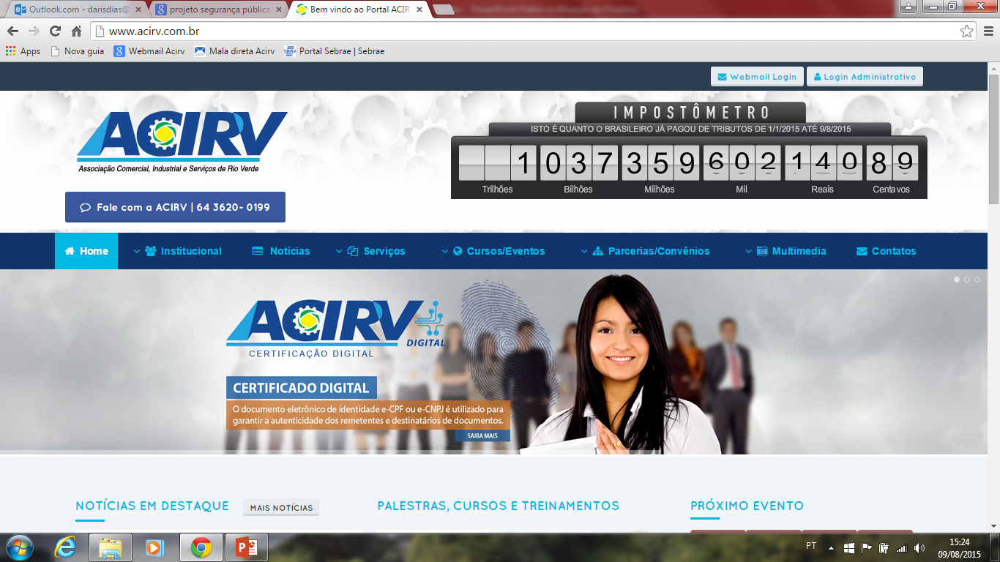 Outlook.com - darisdias@
projeto segurança pública
Bem vindo ao Portal ACIR
www.acirv.com.br
Apps Nova guia Webmail Acirv Mala direta Acirv Portal Sebrae | Sebrae
Webmail Login Login Administrativo
ACIRV
Associação Comercial, Industrial e Serviços de Rio Verde
Fale com a ACIRV | 64 3620- 0199
IMPOSTÔMETRO
ISTO É QUANTO O BRASILEIRO JÁ PAGOU DE TRIBUTOS DE 1/1/2015 ATÉ 9/8/2015
1 037 359 602 140 89
Trilhões Bilhões Milhões Mil Reais Centavos
Home Institucional Notícias Serviços Cursos/Eventos Parcerias/Convênios Multimedia Contatos
ACIRV
DIGITAL
CERTIFICAÇÃO DIGITAL
CERTIFICADO DIGITAL
O documento eletrônico de identidade e-CPF ou e-CNPJ é utilizado para
garantir a autenticidade dos remetentes e destinatários de documentos.
SAIBA MAIS
NOTÍCIAS EM DESTAQUE MAIS NOTÍCIAS PALESTRAS, CURSOS E TREINAMENTOS PRÓXIMO EVENTO
PT 15:24
09/08/2015